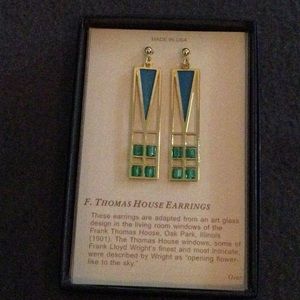 MADE IN USA
F. THOMAS HOUSE EARRINGS
These earrings are adapted from an art glass
design in the living room windows of the
Frank Thomas House, Oak Park, Illinois
(1901). The Thomas House windows, some of
Frank Lloyd Wright's finest and most intricate,
were described by Wright as "opening flower-
like to the sky."
Over